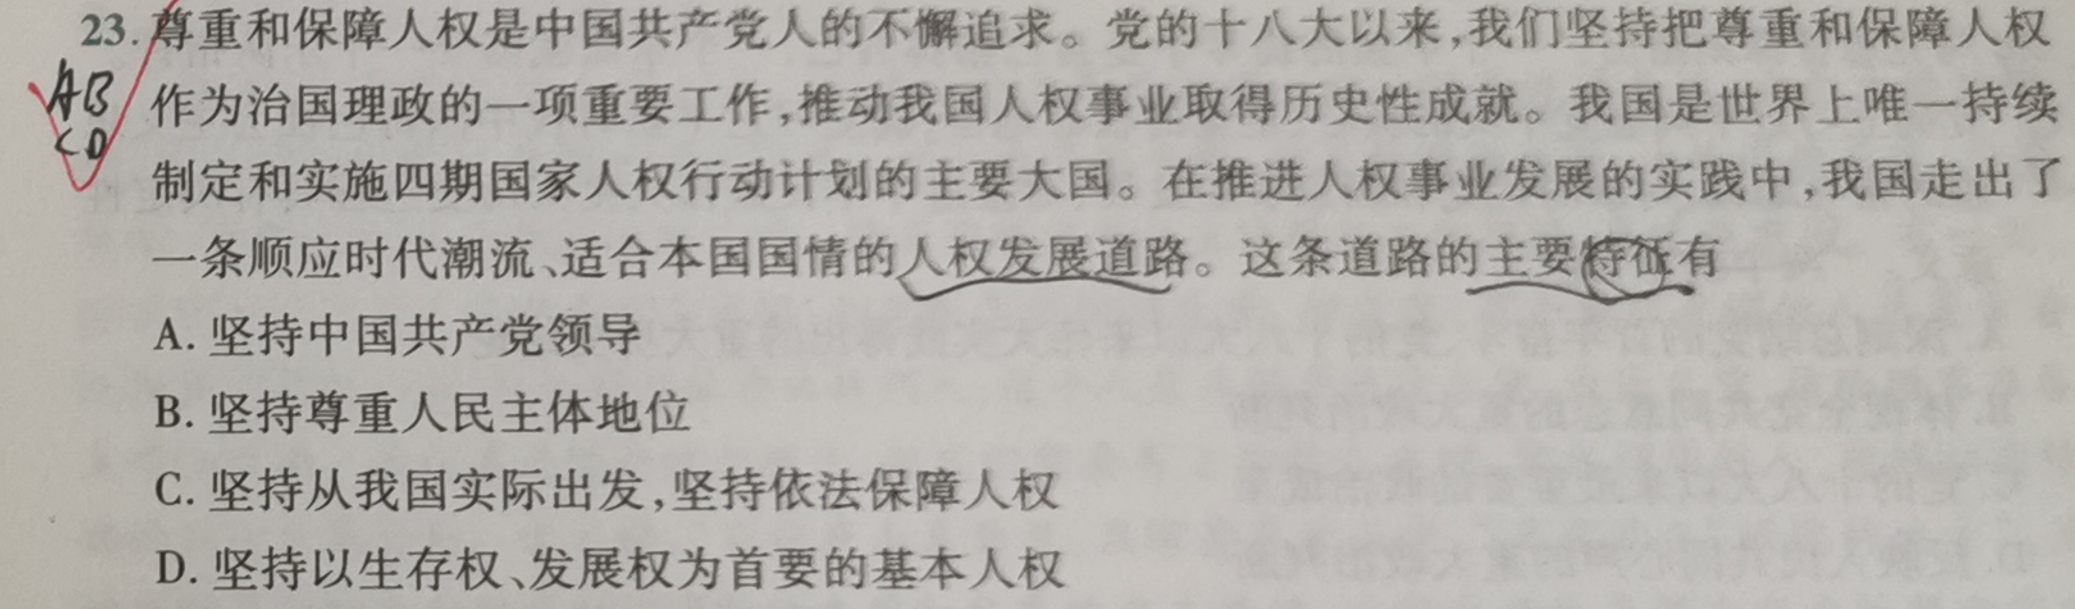 23. 尊重和保障人权是中国共产党人的不懈追求。党的十八大以来,我们坚持把尊重和保障人权
AB
作为治国理政的一项重要工作,推动我国人权事业取得历史性成就。我国是世界上唯一持续
CD
制定和实施四期国家人权行动计划的主要大国。在推进人权事业发展的实践中,我国走出了
一条顺应时代潮流、适合本国国情的人权发展道路。这条道路的主要特征有
A. 坚持中国共产党领导
B. 坚持尊重人民主体地位
C. 坚持从我国实际出发,坚持依法保障人权
D. 坚持以生存权、发展权为首要的基本人权